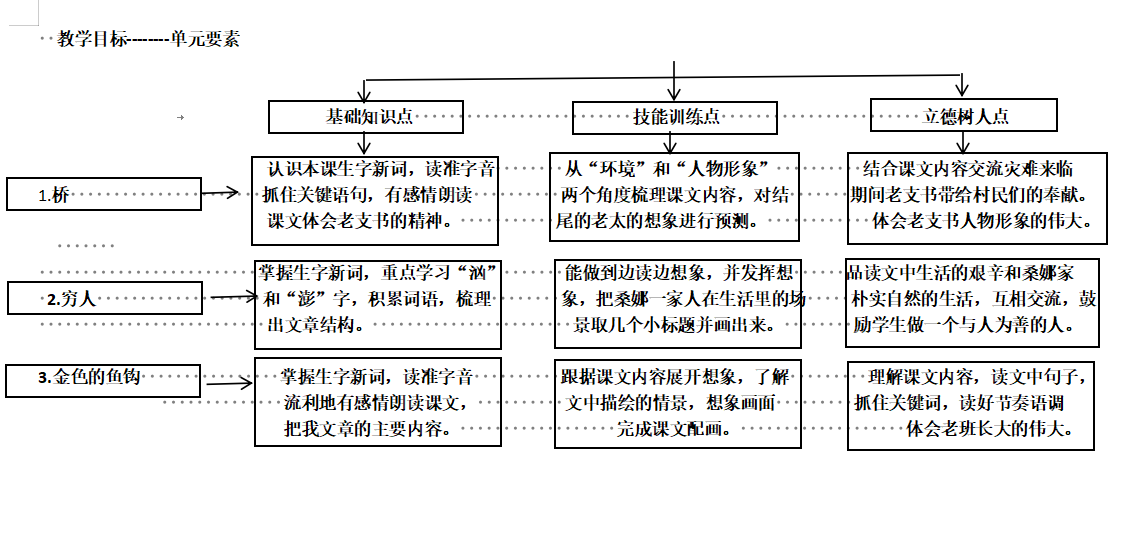 教学目标--------单元要素
基础知识点
技能训练点
立德树人点
1.桥
认识本课生字新词，读准字音
抓住关键语句，有感情朗读
课文体会老支书的精神。
从“环境”和“人物形象”
两个角度梳理课文内容，对结
尾的老太的想象进行预测。
结合课文内容交流灾难来临
期间老支书带给村民们的奉献。
体会老支书人物形象的伟大。
2.穷人
掌握生字新词，重点学习“汹”
和“澎”字，积累词语，梳理
出文章结构。
能做到边读边想象，并发挥想
象，把桑娜一家人在生活里的场
景取几个小标题并画出来。
品读文中生活的艰辛和桑娜家
朴实自然的生活，互相交流，鼓
励学生做一个与人为善的人。
3.金色的鱼钩
掌握生字新词，读准字音
流利地有感情朗读课文，
把我文章的主要内容。
跟据课文内容展开想象，了解
文中描绘的情景，想象画面
完成课文配画。
理解课文内容，读文中句子，
抓住关键词，读好节奏语调
体会老班长大的伟大。